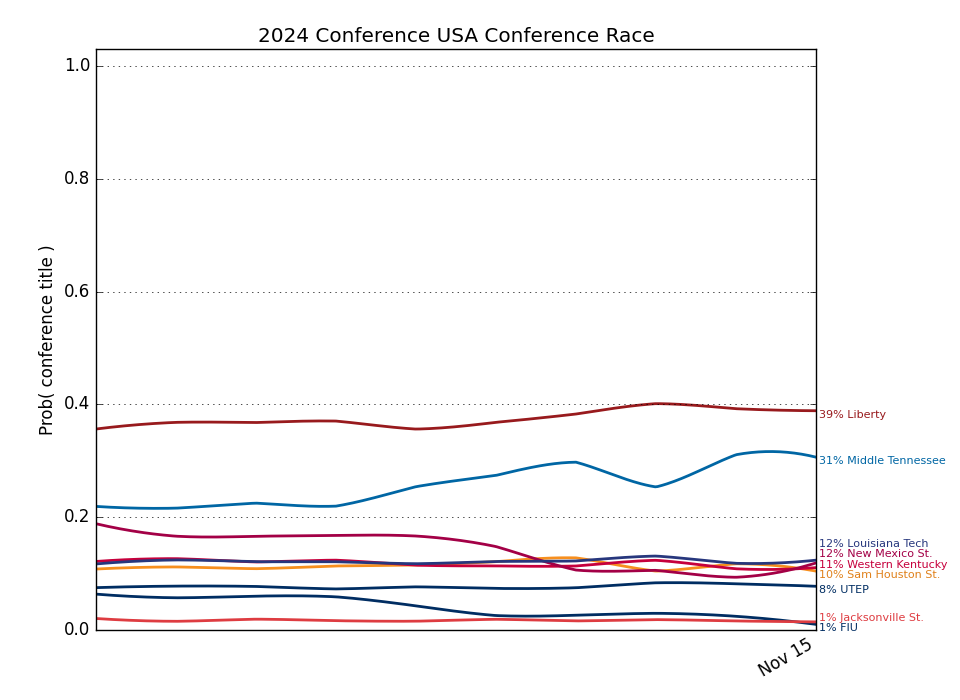 2024 Conference USA Conference Race
1.0
0.8
0.6
0.4
0.2
0.0
Prob( conference title )
39% Liberty
31% Middle Tennessee
12% Louisiana Tech
12% New Mexico St.
11% Western Kentucky
10% Sam Houston St.
8% UTEP
1% Jacksonville St.
1% FIU
Nov 15